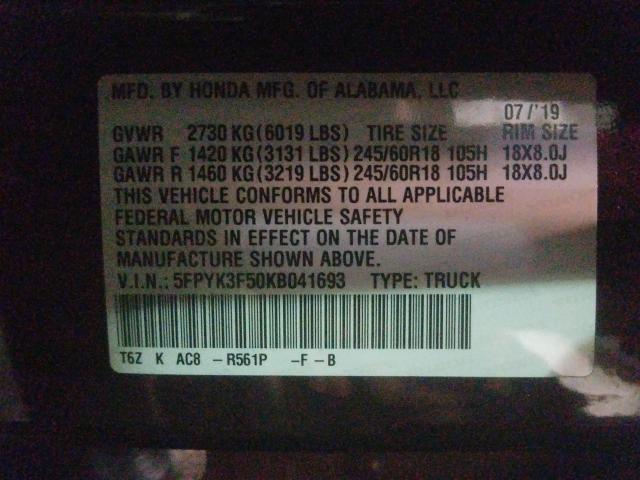 MFD. BY HONDA MFG. OF ALABAMA, LLC
07/'19
GVWR 2730 KG(6019 LBS) TIRE SIZE RIM SIZE
GAWR F 1420 KG(3131 LBS) 245/60R18 105H 18X8.0J
GAWR R 1460 KG(3219 LBS) 245/60R18 105H 18X8.0J
THIS VEHICLE CONFORMS TO ALL APPLICABLE
FEDERAL MOTOR VEHICLE SAFETY
STANDARDS IN EFFECT ON THE DATE OF
MANUFACTURE SHOWN ABOVE.
V.I.N.: 5FPYK3F50KB041693 TYPE: TRUCK
T6Z K AC8 -R561P -F-B